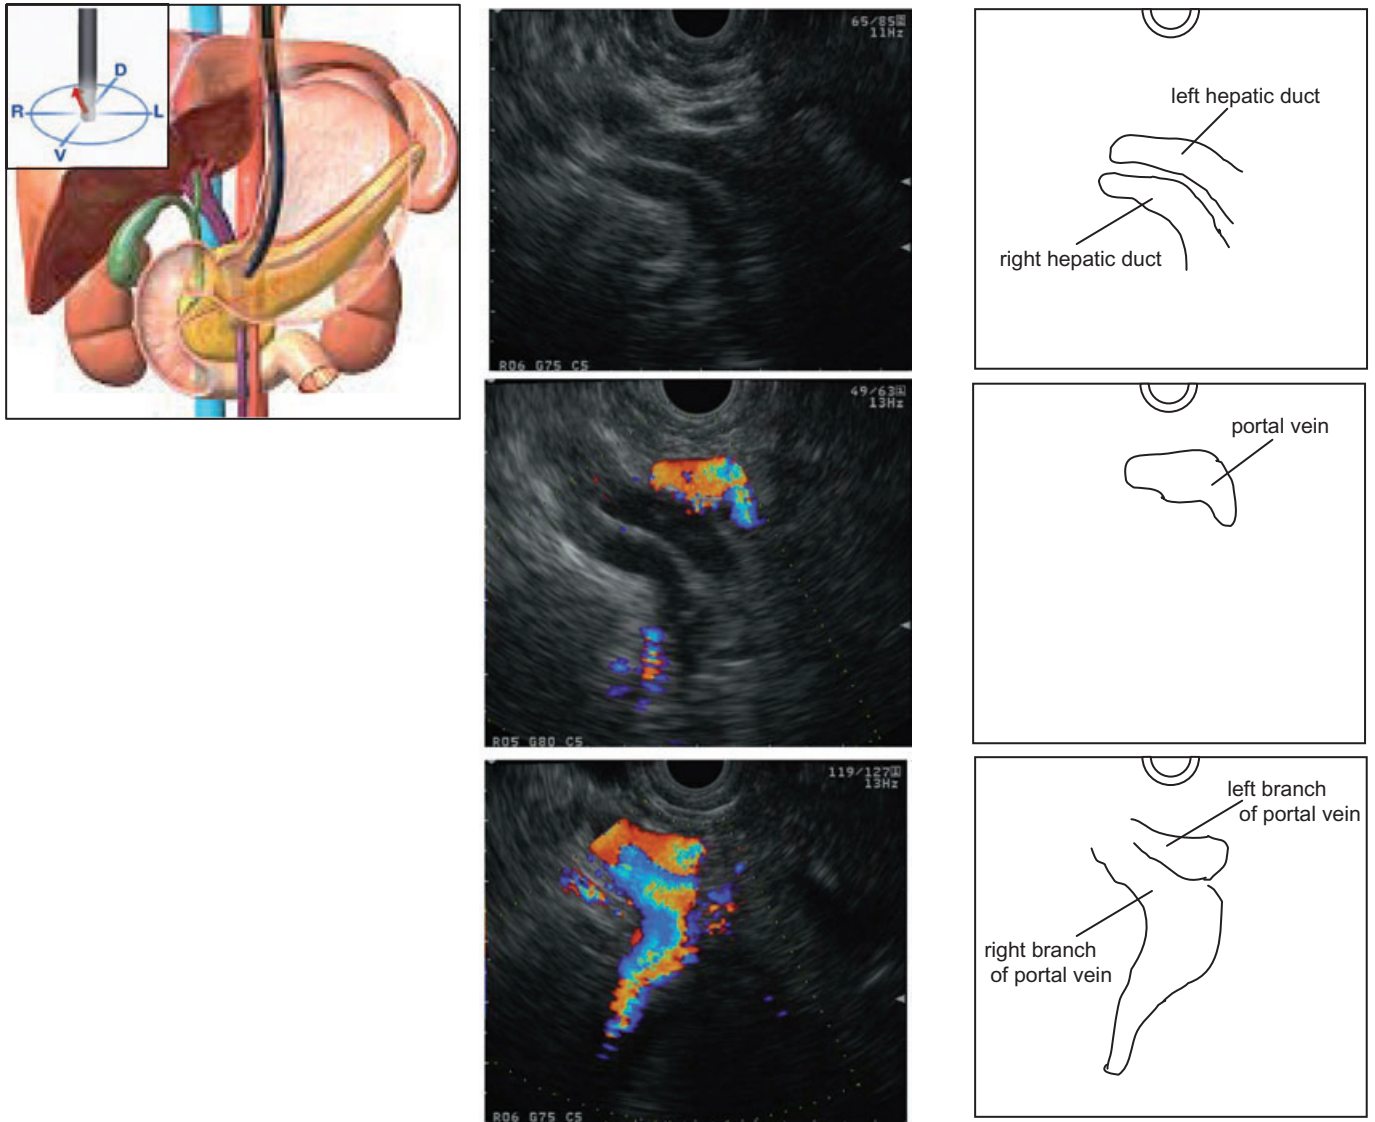 D
R
L
V
65/85
11Hz
R06 G75 C5
left hepatic duct
right hepatic duct
49/63
13Hz
R05 G80 C5
portal vein
119/127
13Hz
R06 G75 C5
left branch
of portal vein
right branch
of portal vein